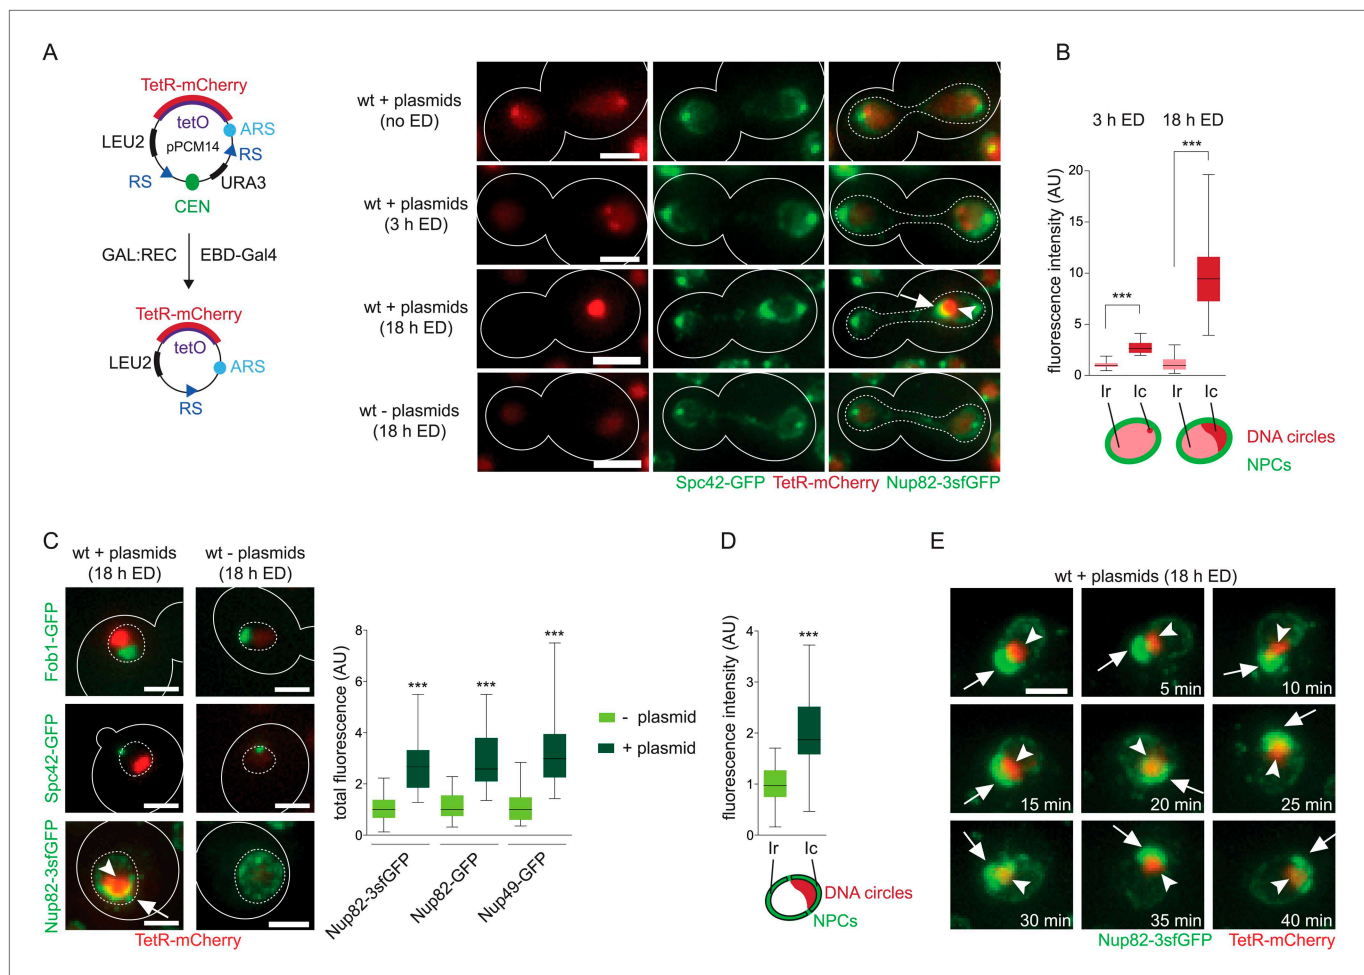 A
TetR-mCherry
tetO
ARS
LEU2
pPCM14
RS
RS
URA3
CEN
GAL:REC
EBD-Gal4
TetR-mCherry
tetO
LEU2
ARS
RS
wt + plasmids
(no ED)
wt + plasmids
(3 h ED)
wt + plasmids
(18 h ED)
wt - plasmids
(18 h ED)
Spc42-GFP TetR-mCherry Nup82-3sfGFP
B
3 h ED 18 h ED
***
***
fluorescence intensity (AU)
20
15
10
5
0
Ir Ic Ir Ic
DNA circles
NPCs
C
wt + plasmids
(18 h ED)
wt - plasmids
(18 h ED)
Fob1-GFP
Spc42-GFP
Nup82-3sfGFP
TetR-mCherry
total fluorescence (AU)
8
6
4
2
0
***
***
***
Nup82-3sfGFP
Nup82-GFP
Nup49-GFP
- plasmid
+ plasmid
D
fluorescence intensity (AU)
4
3
2
1
0
***
Ir Ic
DNA circles
NPCs
E
wt + plasmids (18 h ED)
5 min
10 min
15 min
20 min
25 min
30 min
35 min
40 min
Nup82-3sfGFP
TetR-mCherry